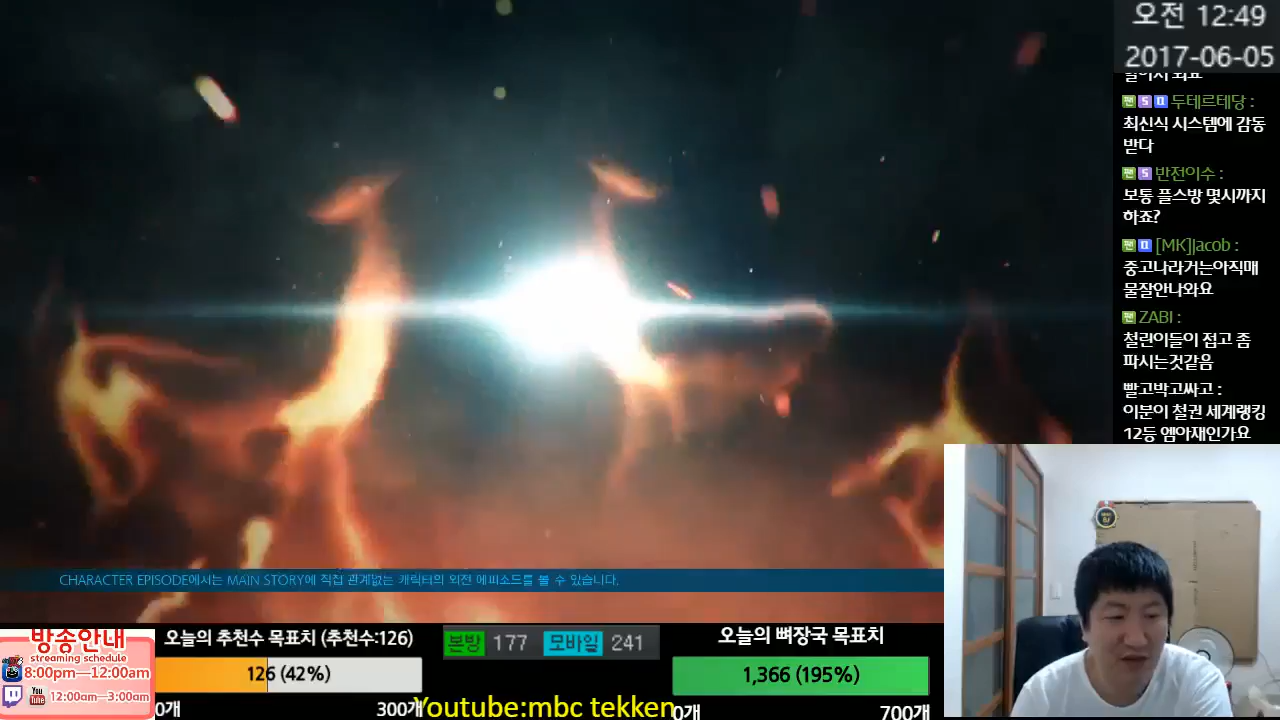 오전 12:49
2017-06-05
두테르테당 :
최신식 시스템에 감동
받다
반전이수 :
보통 플스방 몇시까지
하죠?
[MK]Jacob :
중고나라거는아직매
물잘안나와요
ZABI :
철린이들이 접고 좀
파시는것같음
빨고박고싸고 :
이분이 철권 세계랭킹
12등 엠아재인가요
CHARACTER EPISODE에서는 MAIN STORY에 직접 관계없는 캐릭터의 외전 에피소드를 볼 수 있습니다.
방송안내
streaming schedule
8:00pm—12:00am
12:00am—3:00am
오늘의 추천수 목표치 (추천수:126)
126 (42%)
0개 300개
본방 177 모바일 241
Youtube:mbc tekken
오늘의 뼈장국 목표치
1,366 (195%)
0개 700개